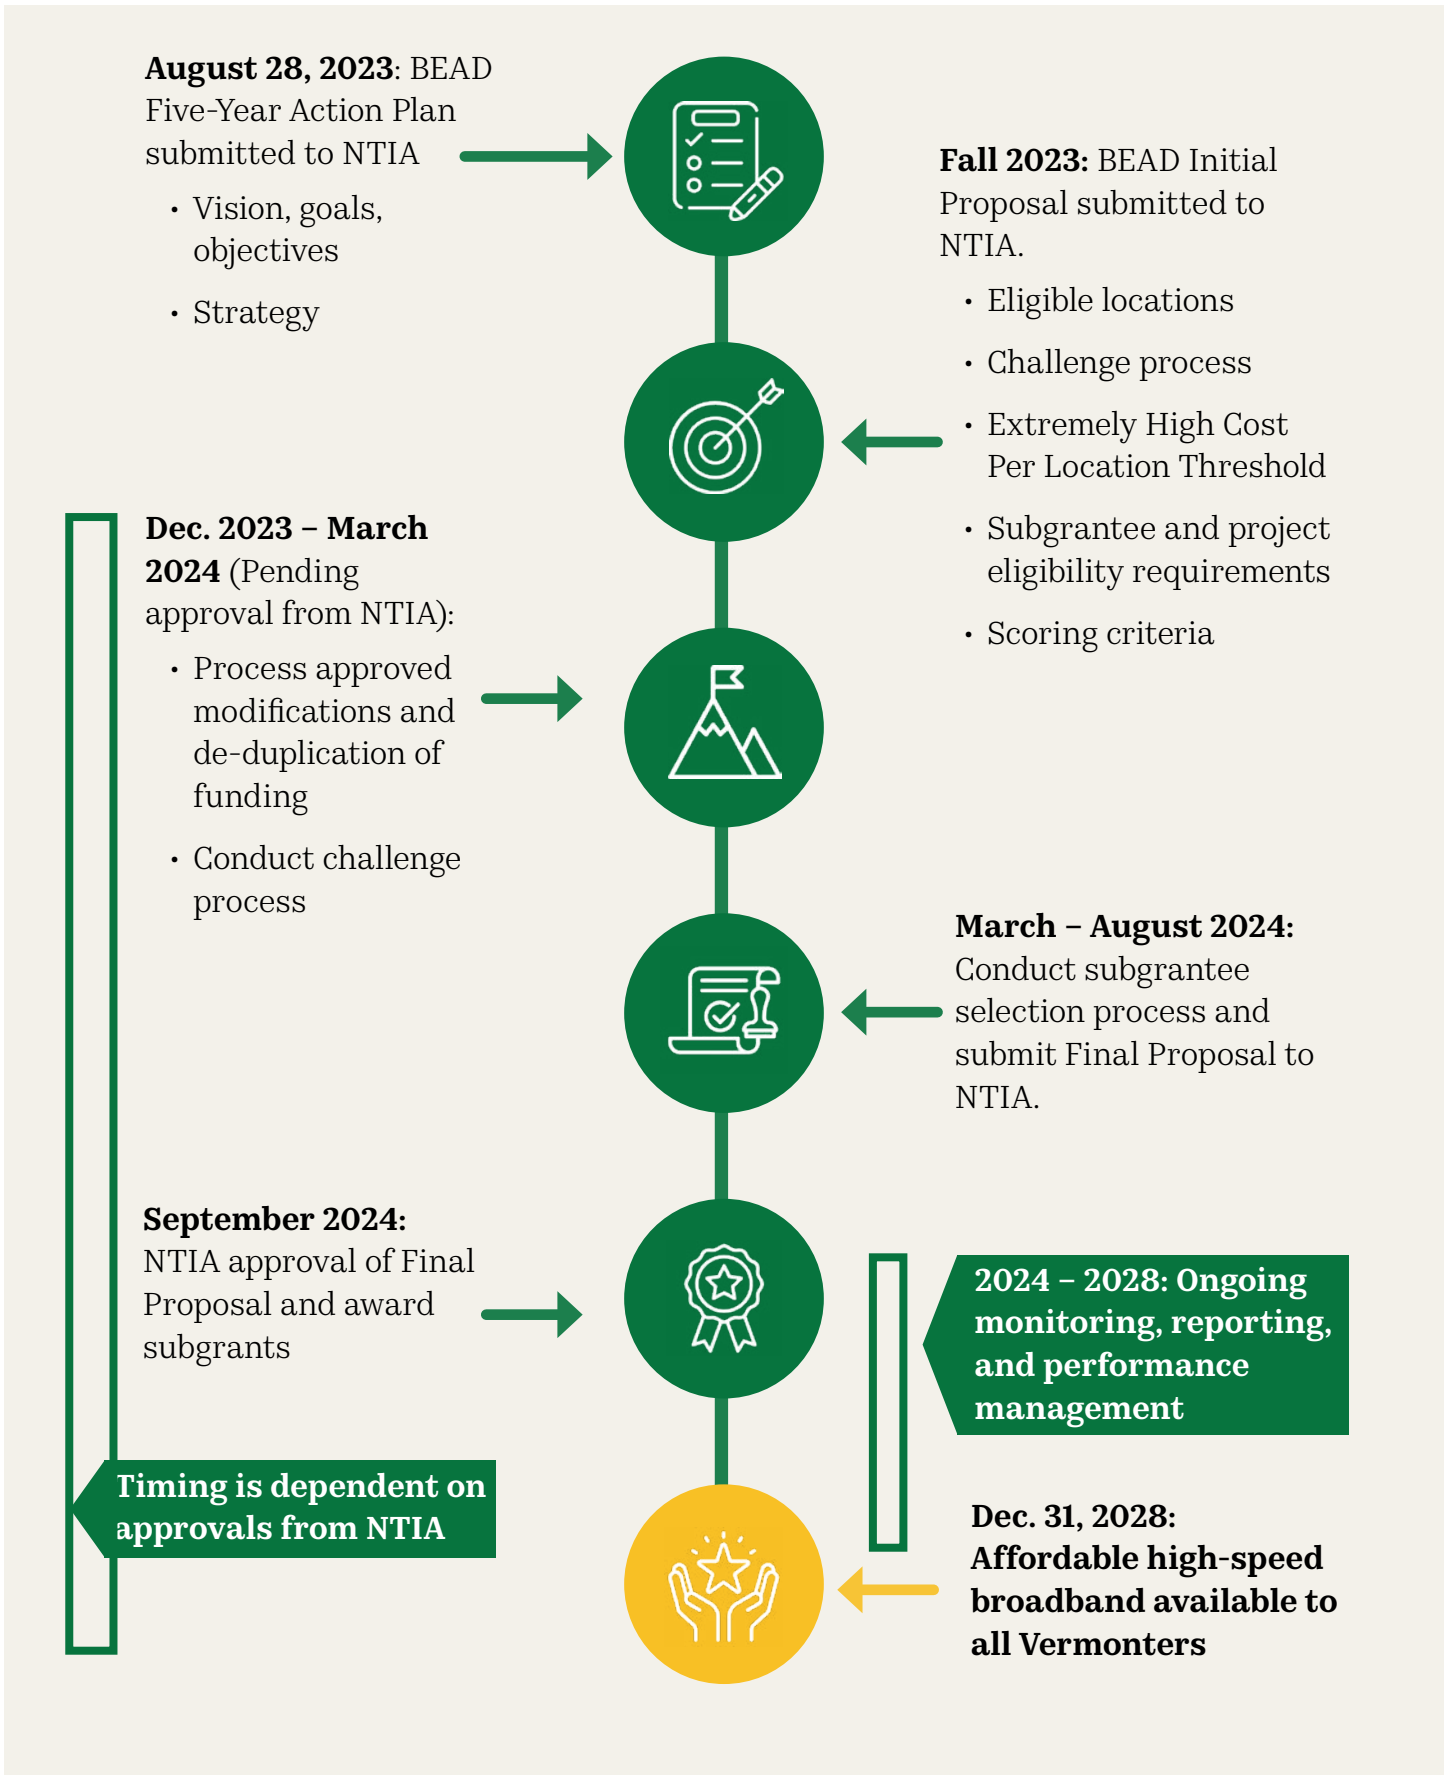 August 28, 2023: BEAD
Five-Year Action Plan
submitted to NTIA
• Vision, goals,
objectives
• Strategy
Fall 2023: BEAD Initial
Proposal submitted to
NTIA.
• Eligible locations
• Challenge process
• Extremely High Cost
Per Location Threshold
• Subgrantee and project
eligibility requirements
• Scoring criteria
Dec. 2023 – March
2024 (Pending
approval from NTIA):
• Process approved
modifications and
de-duplication of
funding
• Conduct challenge
process
March – August 2024:
Conduct subgrantee
selection process and
submit Final Proposal to
NTIA.
September 2024:
NTIA approval of Final
Proposal and award
subgrants
2024 – 2028: Ongoing
monitoring, reporting,
and performance
management
Timing is dependent on
approvals from NTIA
Dec. 31, 2028:
Affordable high-speed
broadband available to
all Vermonters